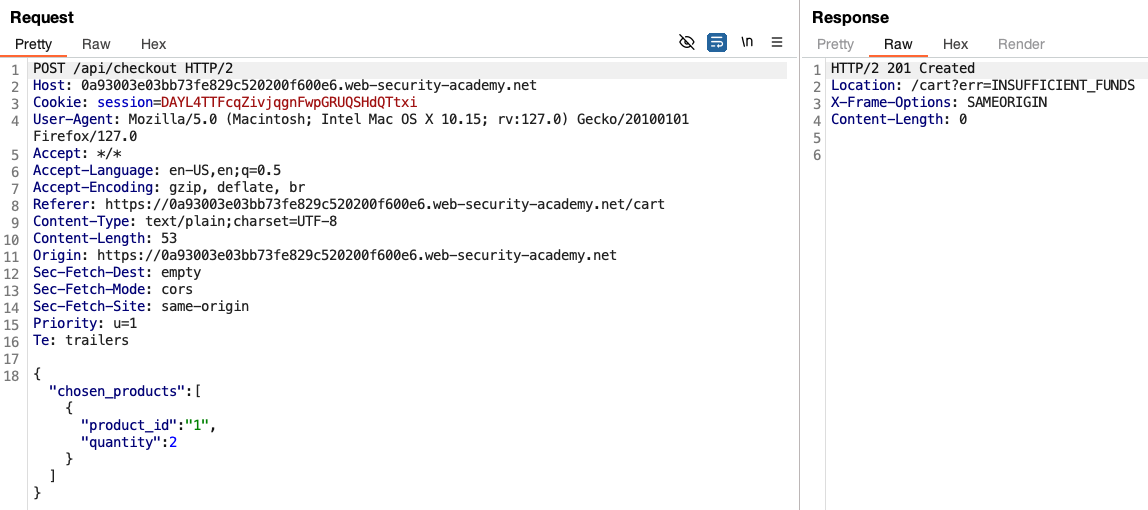 Request
Pretty Raw Hex
\n
1 POST /api/checkout HTTP/2
2 Host: 0a93003e03bb73fe829c520200f600e6.web-security-academy.net
3 Cookie: session=DAYL4TTFcqZivjqgnFwpGRUQSHdQTtxi
4 User-Agent: Mozilla/5.0 (Macintosh; Intel Mac OS X 10.15; rv:127.0) Gecko/20100101
Firefox/127.0
5 Accept: */*
6 Accept-Language: en-US,en;q=0.5
7 Accept-Encoding: gzip, deflate, br
8 Referer: https://0a93003e03bb73fe829c520200f600e6.web-security-academy.net/cart
9 Content-Type: text/plain;charset=UTF-8
10 Content-Length: 53
11 Origin: https://0a93003e03bb73fe829c520200f600e6.web-security-academy.net
12 Sec-Fetch-Dest: empty
13 Sec-Fetch-Mode: cors
14 Sec-Fetch-Site: same-origin
15 Priority: u=1
16 Te: trailers
17
18 {
"chosen_products":[
{
"product_id":"1",
"quantity":2
}
]
}
Response
Pretty Raw Hex Render
1 HTTP/2 201 Created
2 Location: /cart?err=INSUFFICIENT_FUNDS
3 X-Frame-Options: SAMEORIGIN
4 Content-Length: 0
5
6